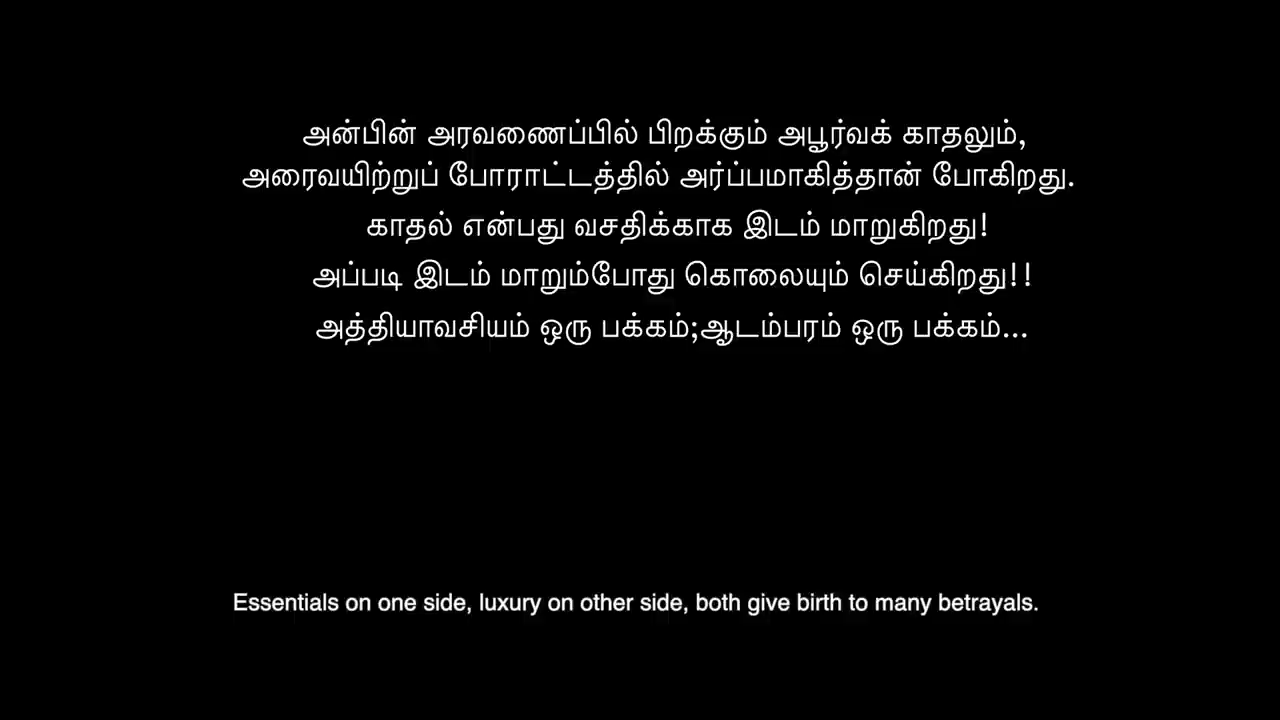 அன்பின் அரவணைப்பில் பிறக்கும் அபூர்வக் காதலும்,
அரைவயிற்றுப் போராட்டத்தில் அர்ப்பமாகித்தான் போகிறது.
காதல் என்பது வசதிக்காக இடம் மாறுகிறது!
அப்படி இடம் மாறும்போது கொலையும் செய்கிறது!!
அத்தியாவசியம் ஒரு பக்கம்;ஆடம்பரம் ஒரு பக்கம்...
Essentials on one side, luxury on other side, both give birth to many betrayals.